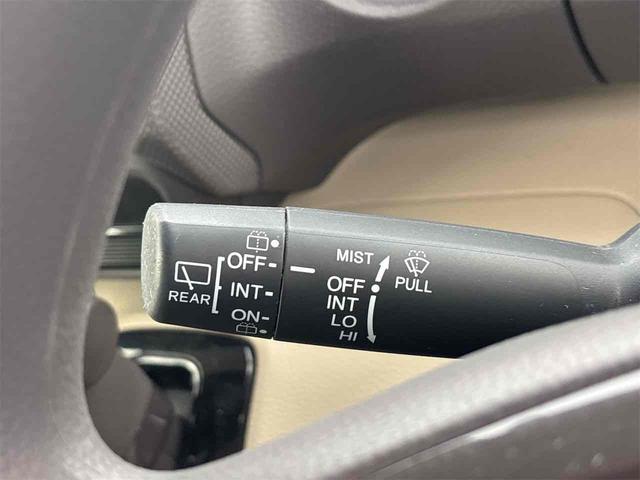 REAR
OFF
INT
ON
MIST
OFF
INT
LO
HI
PULL